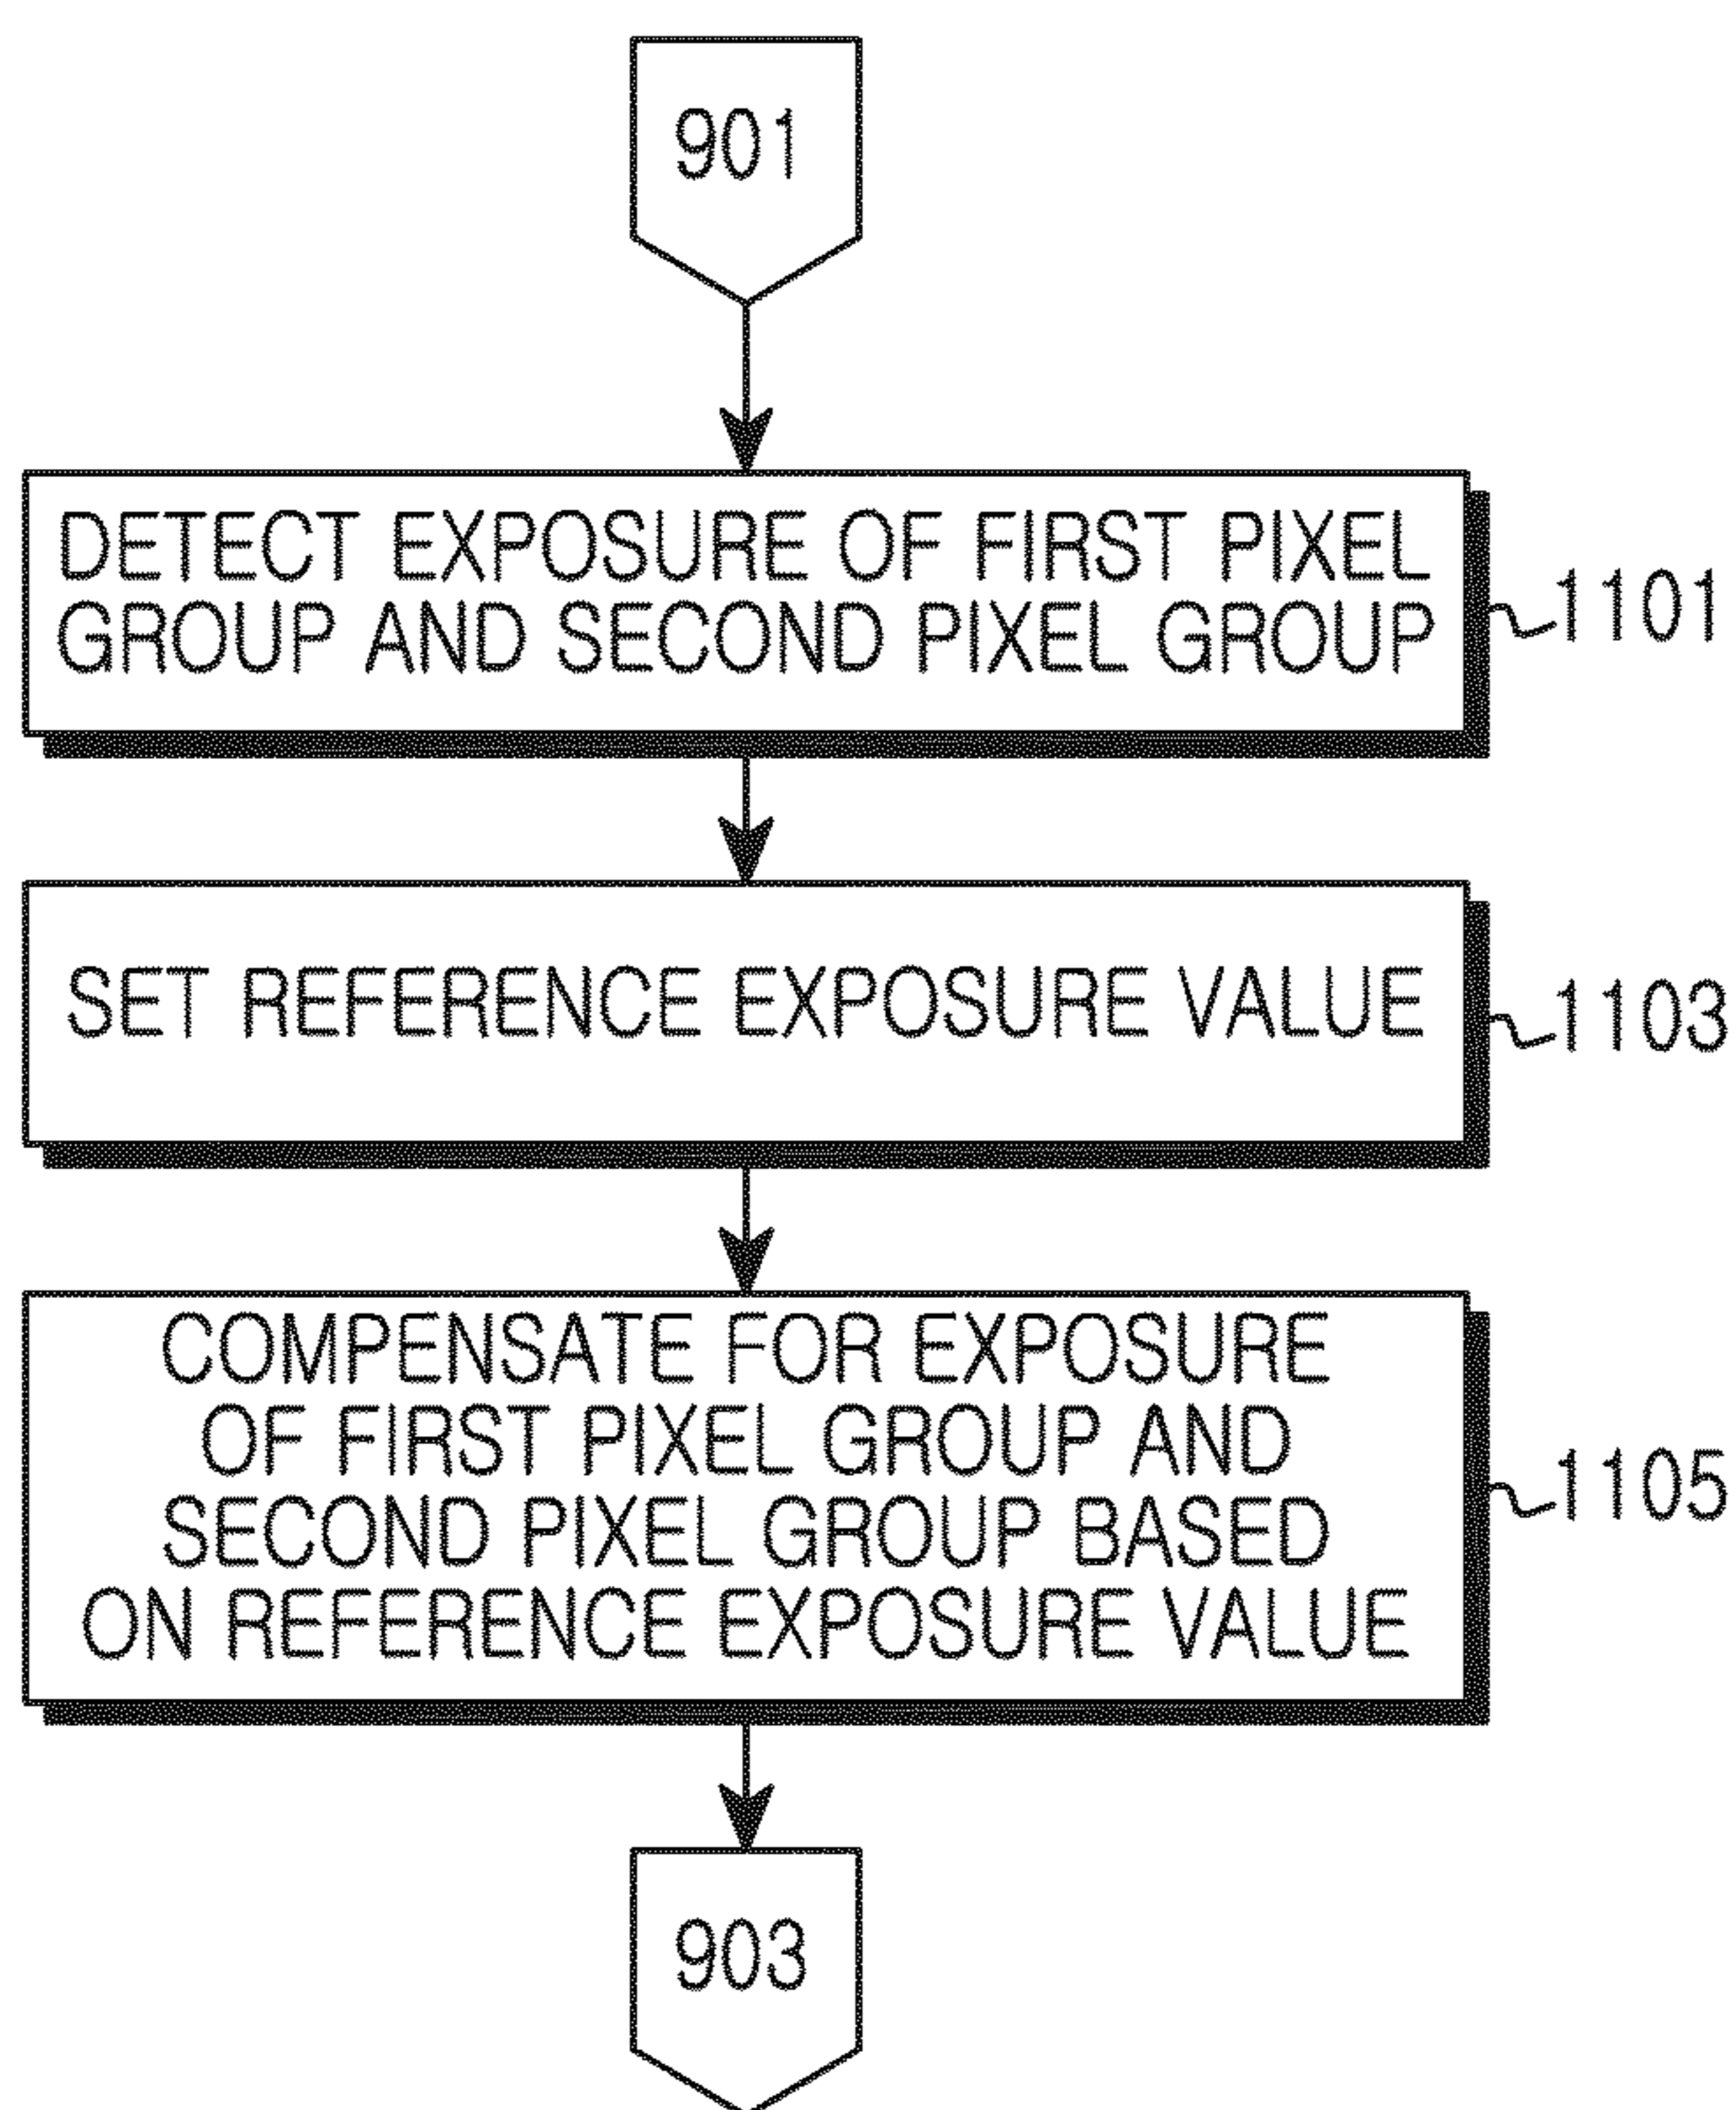 901
DETECT EXPOSURE OF FIRST PIXEL
GROUP AND SECOND PIXEL GROUP
1101
SET REFERENCE EXPOSURE VALUE
1103
COMPENSATE FOR EXPOSURE
OF FIRST PIXEL GROUP AND
SECOND PIXEL GROUP BASED
ON REFERENCE EXPOSURE VALUE
1105
903